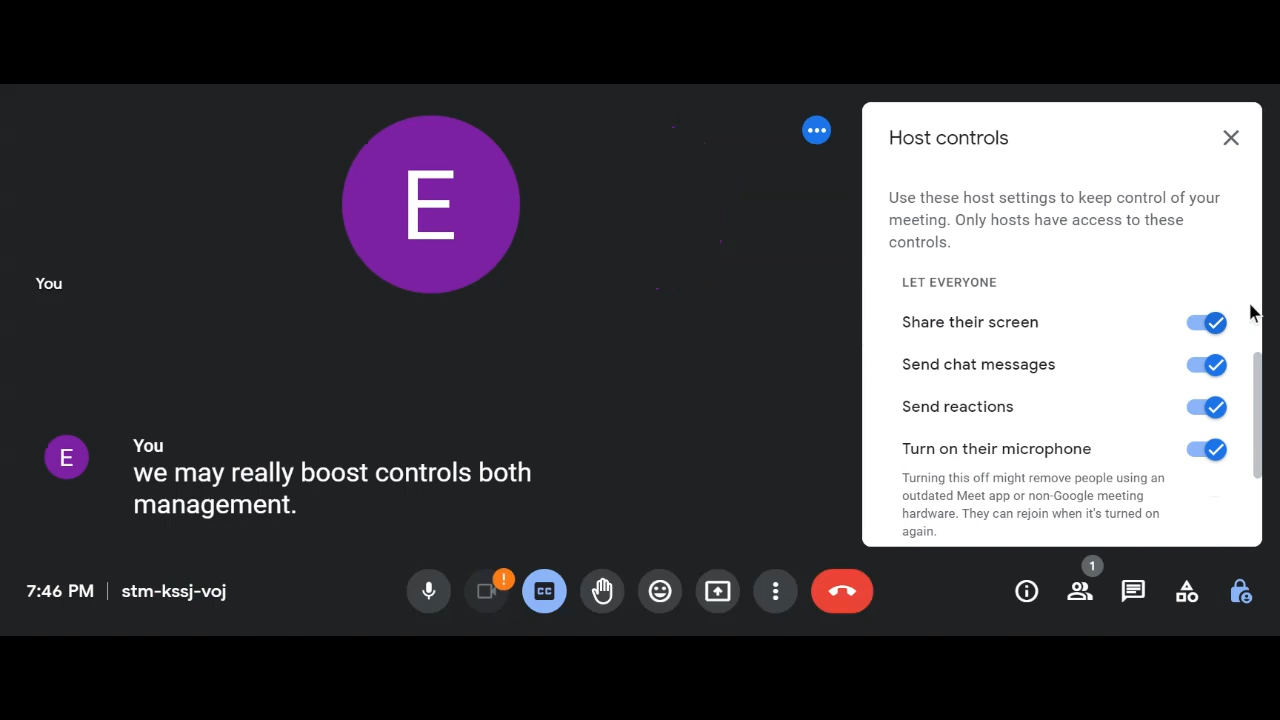 E
You
E
You
we may really boost controls both
management.
Host controls
Use these host settings to keep control of your
meeting. Only hosts have access to these
controls.
LET EVERYONE
Share their screen
Send chat messages
Send reactions
Turn on their microphone
Turning this off might remove people using an
outdated Meet app or non-Google meeting
hardware. They can rejoin when it's turned on
again.
7:46 PM | stm-kssj-voj
!
CC
1